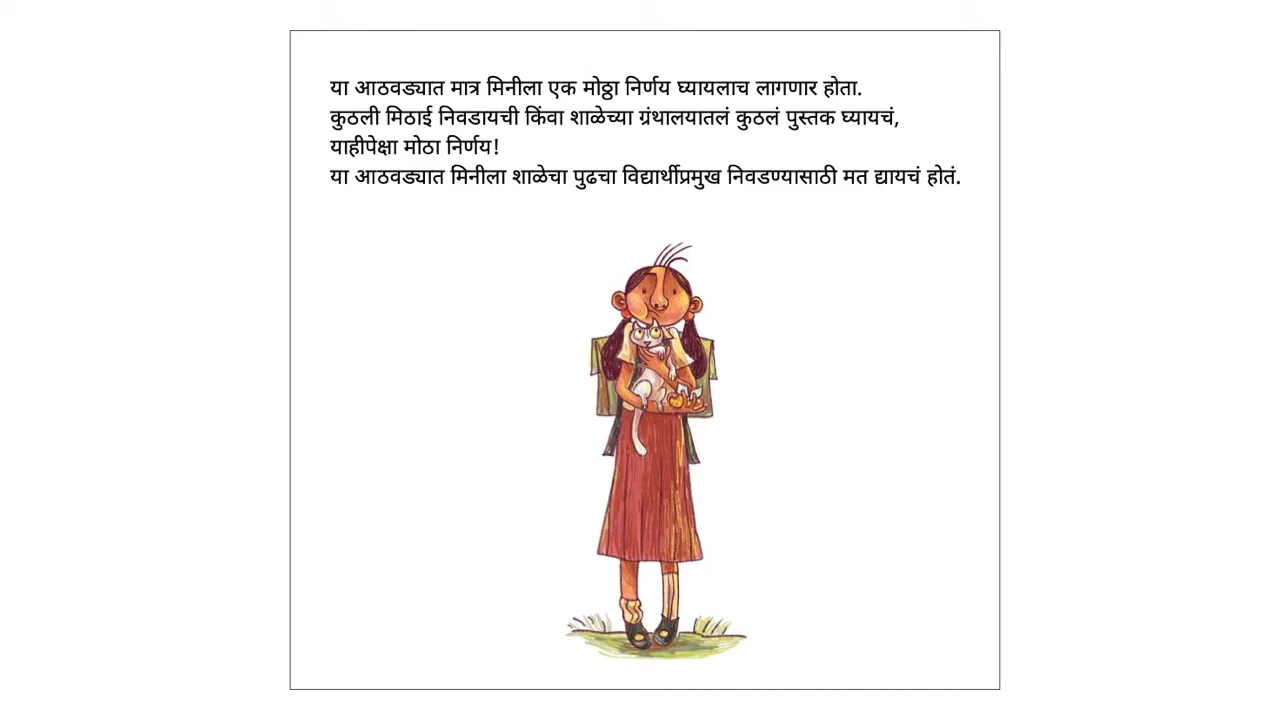 या आठवड्यात मात्र मिनीला एक मोठ्ठा निर्णय घ्यायलाच लागणार होता.
कुठली मिठाई निवडायची किंवा शाळेच्या ग्रंथालयातलं कुठलं पुस्तक घ्यायचं,
याहीपेक्षा मोठा निर्णय!
या आठवड्यात मिनीला शाळेचा पुढचा विद्यार्थीप्रमुख निवडण्यासाठी मत द्यायचं होतं.